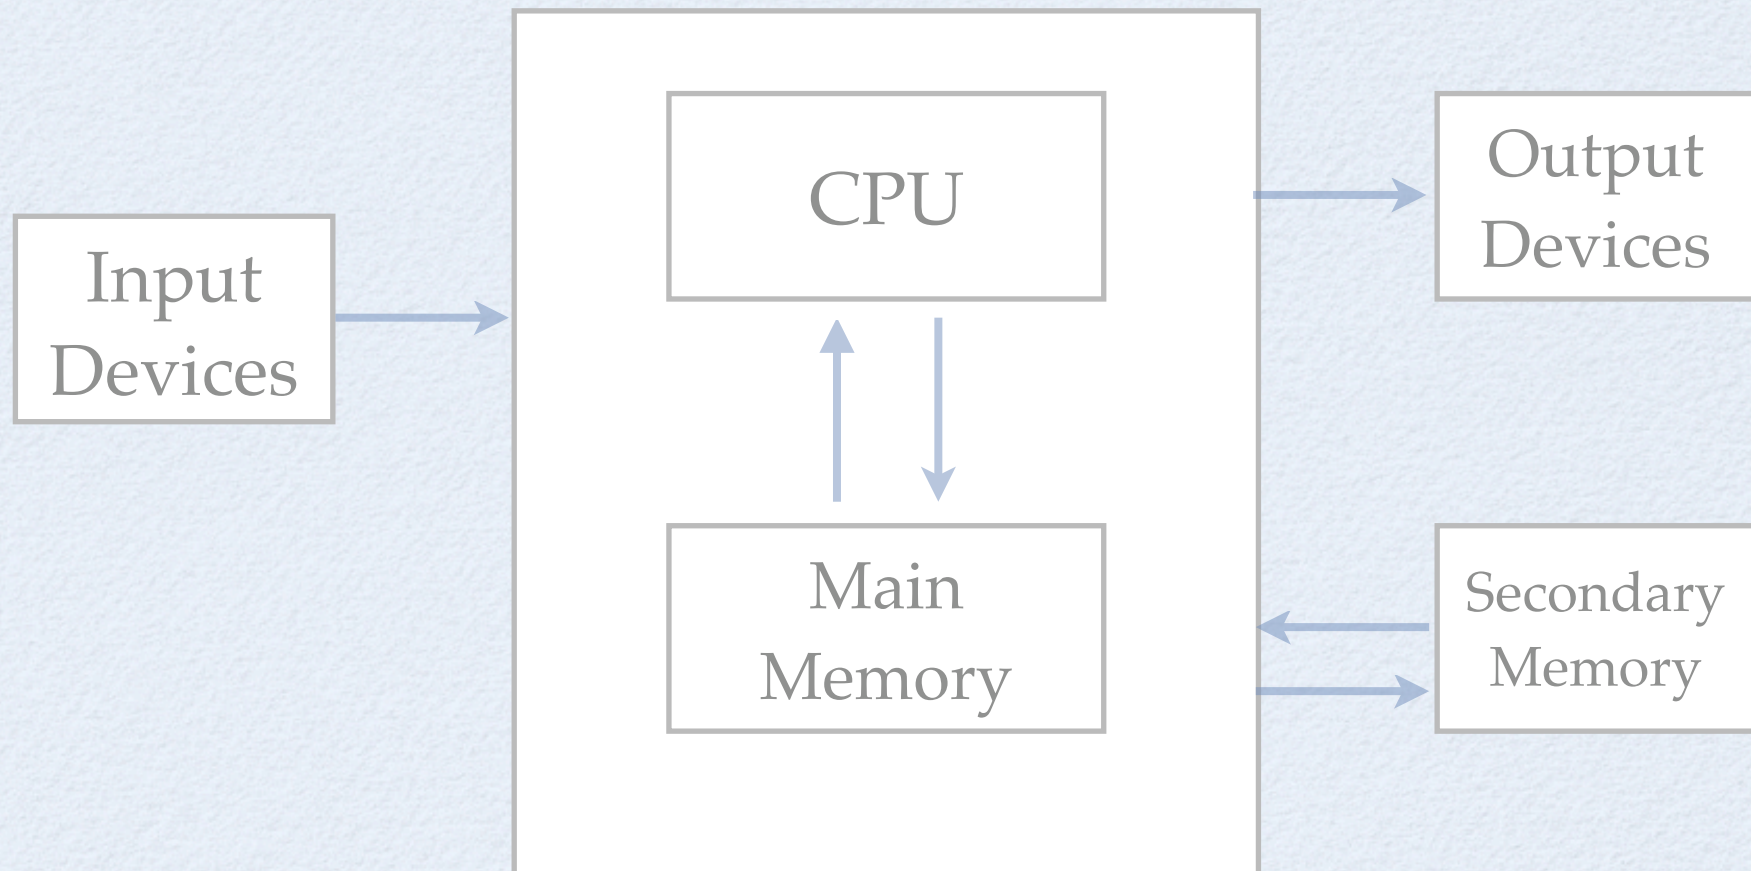 Input
Devices
CPU
Main
Memory
Output
Devices
Secondary
Memory